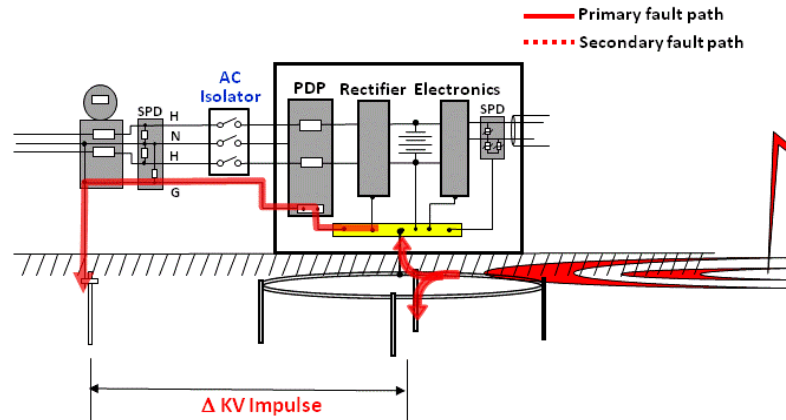 Primary fault path
Secondary fault path
AC
Isolator
PDP Rectifier Electronics
SPD
SPD
H
N
H
G
Δ KV Impulse